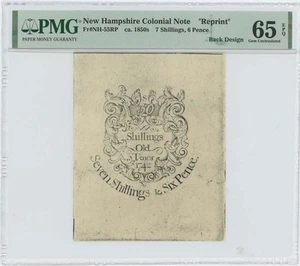 PMG
PAPER MONEY GUARANTY
New Hampshire Colonial Note "Reprint"
Fr#NH-55RP ca. 1850s 7 Shillings, 6 Pence
Back Design
65 EPQ
Gem Uncirculated
Shillings
Old
Tenor
Seven Shillings & Six Pence.